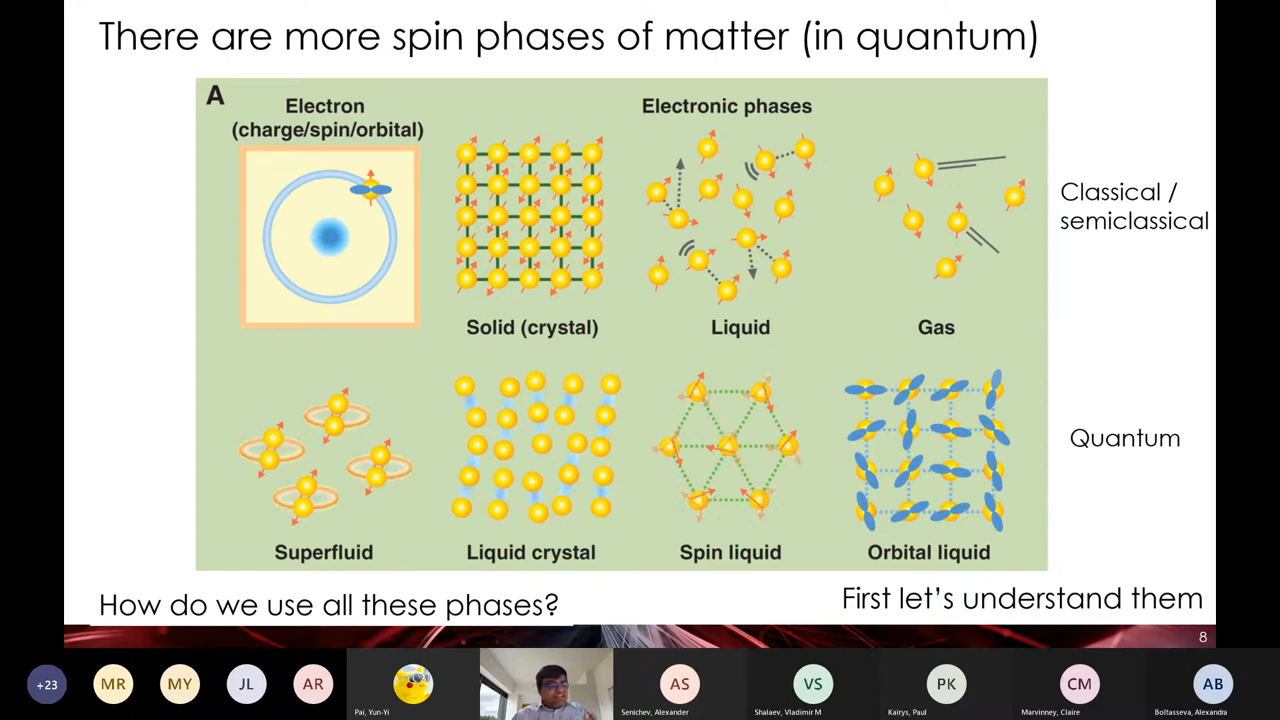 There are more spin phases of matter (in quantum)
A
Electron
(charge/spin/orbital)
Electronic phases
Solid (crystal)
Liquid
Gas
Classical /
semiclassical
Superfluid
Liquid crystal
Spin liquid
Orbital liquid
Quantum
How do we use all these phases?
First let's understand them
8
+23
MR
MY
JL
AR
Pai, Yun-Yi
AS
Senichev, Alexander
VS
Shalaev, Vladimir M
PK
Kairys, Paul
CM
Marvinney, Claire
AB
Boltasseva, Alexandra